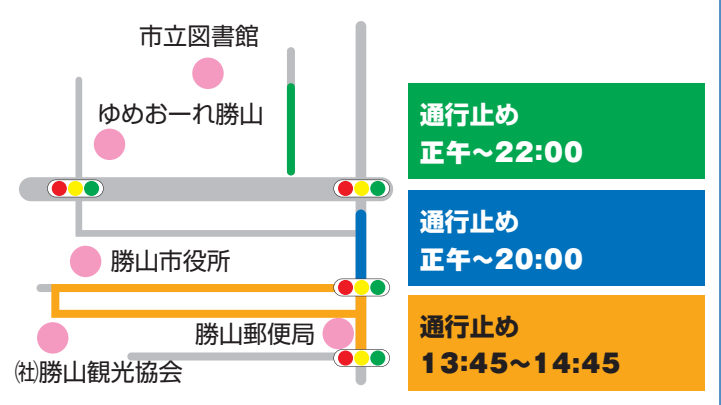 市立図書館
ゆめおーれ勝山
勝山市役所
勝山郵便局
㈳勝山観光協会
通行止め
正午~22:00
通行止め
正午~20:00
通行止め
13:45~14:45